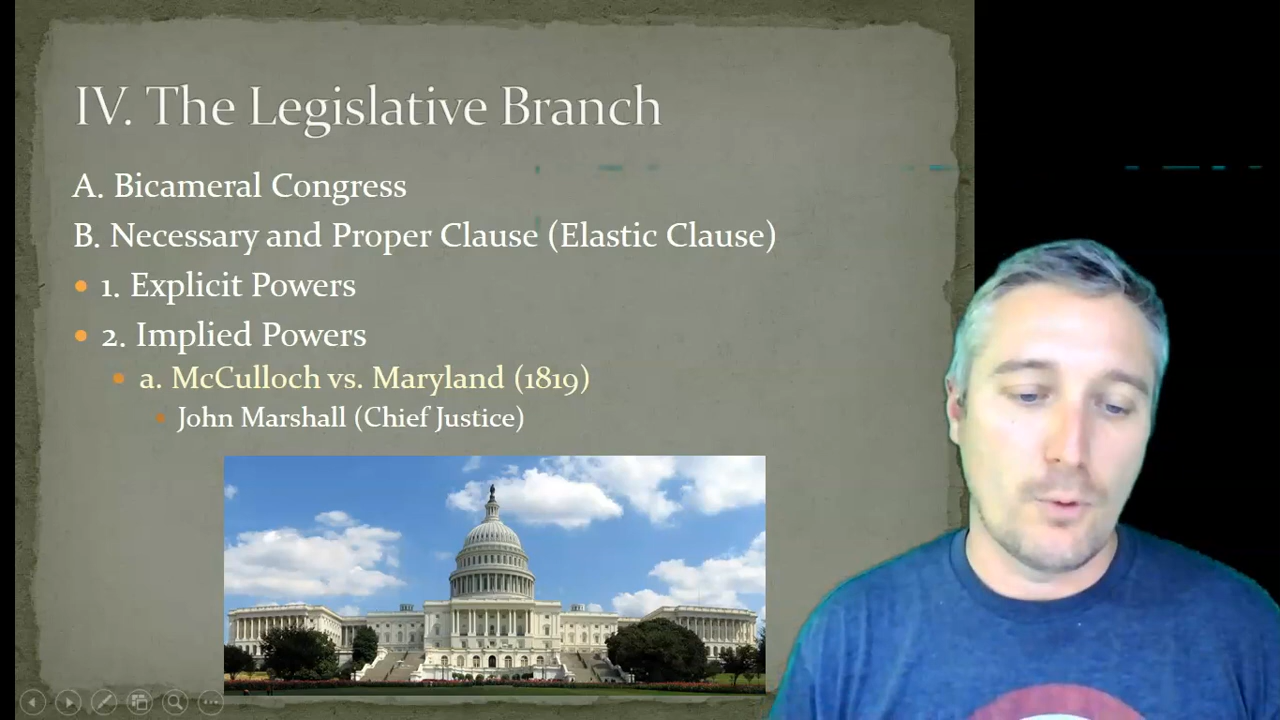 IV. The Legislative Branch
A. Bicameral Congress
B. Necessary and Proper Clause (Elastic Clause)
1. Explicit Powers
2. Implied Powers
a. McCulloch vs. Maryland (1819)
John Marshall (Chief Justice)